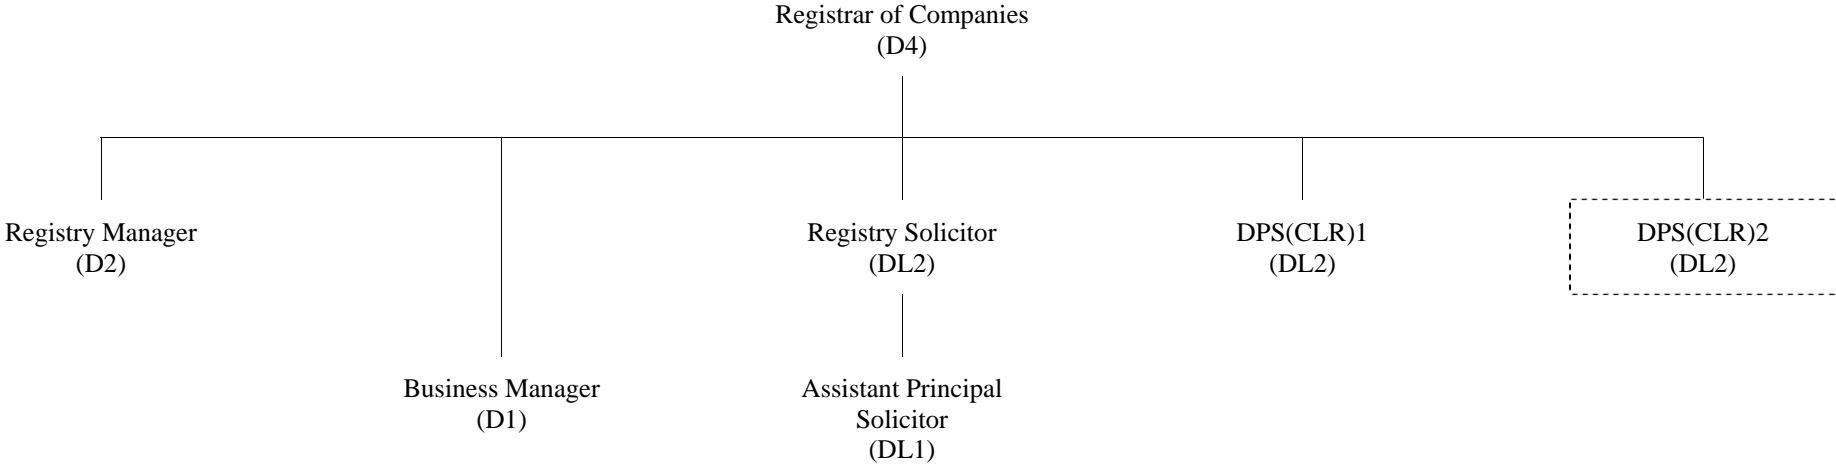 Registrar of Companies
(D4)
Registry Manager
(D2)
Registry Solicitor
(DL2)
DPS(CLR)1
(DL2)
DPS(CLR)2
(DL2)
Business Manager
(D1)
Assistant Principal
Solicitor
(DL1)